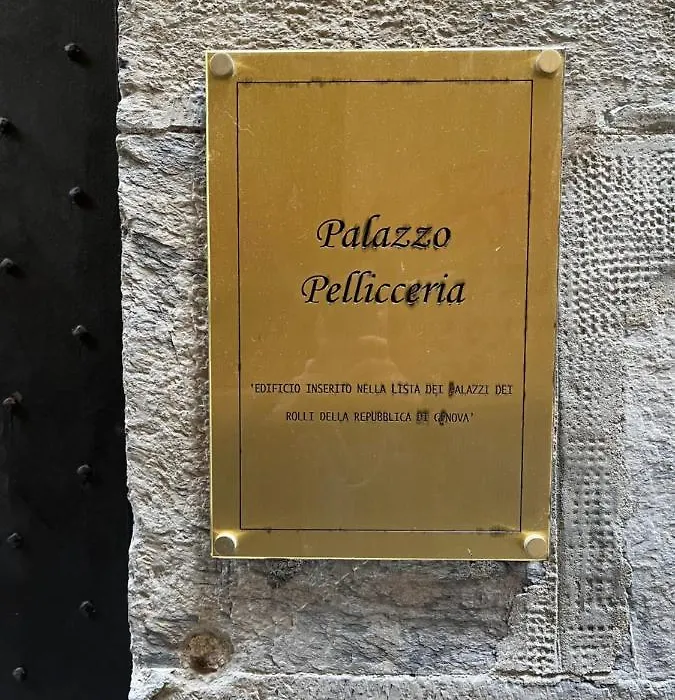 Palazzo
Pellicceria
'EDIFICIO INSERITO NELLA LISTA DEI PALAZZI DEI
ROLLI DELLA REPUBBLICA DI GENOVA'